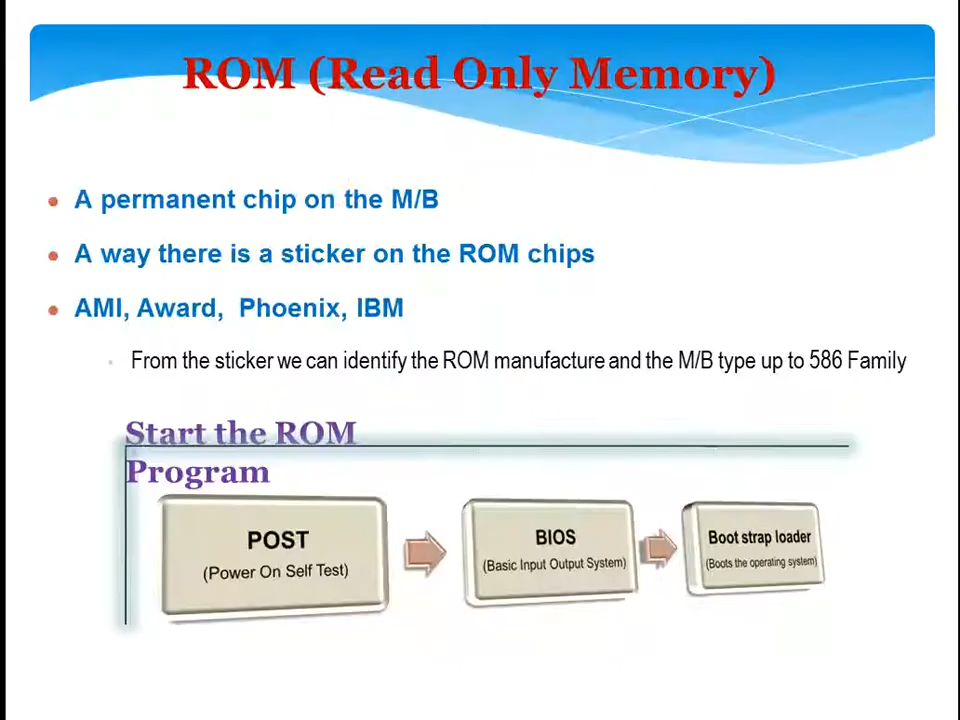 ROM (Read Only Memory)
A permanent chip on the M/B
A way there is a sticker on the ROM chips
AMI, Award, Phoenix, IBM
From the sticker we can identify the ROM manufacture and the M/B type up to 586 Family
Start the ROM
Program
POST
(Power On Self Test)
BIOS
(Basic Input Output System)
Boot strap loader
(Boots the operating system)